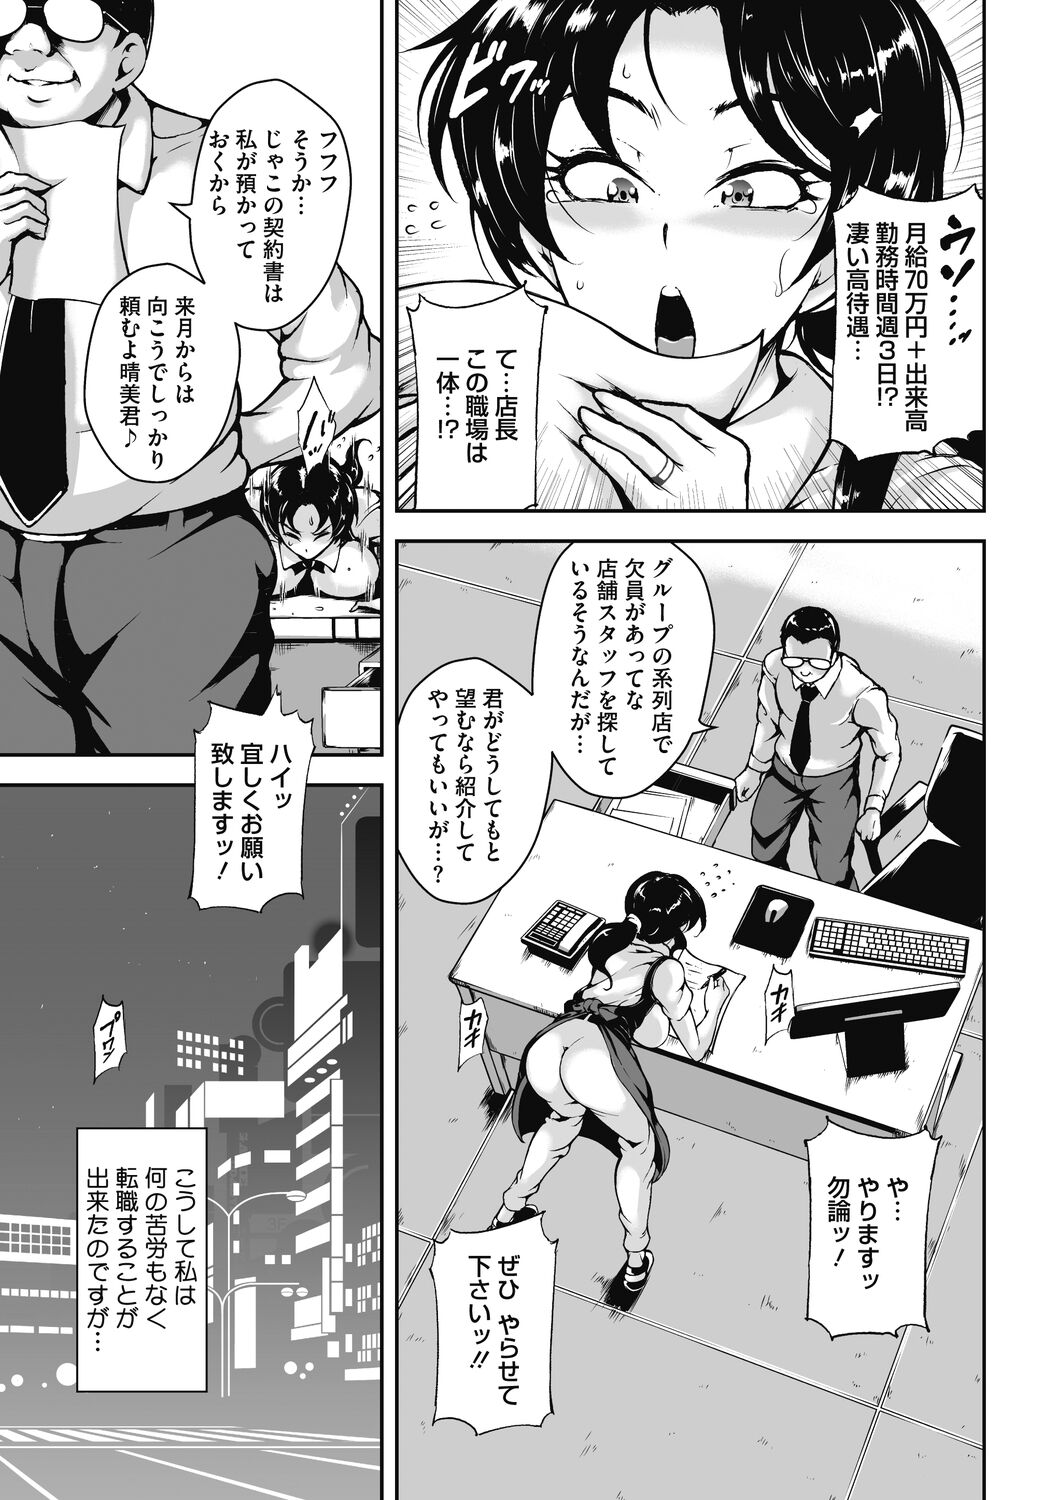 ビクッ
ウソ…‥
月給70万円＋出来高
勤務時間週3日!?
凄い高待遇…
て…店長
この職場は
一体…!?
グループの系列店で
欠員があってな
店舗スタッフを探して
いるそうなんだが…
君がどうしてもと
望むなら紹介して
やってもいいが…？
カキ
カキ
や…
やりますッ
勿論ッ！
ぜひ やらせて
下さいッ!!
フフフ
そうか…
じゃこの契約書は
私が預かって
おくから
来月からは
向こうでしっかり
頼むよ晴美君♪
ハイッ
宜しくお願い
致しますッ！
プワン
こうして私は
何の苦労もなく
転職することが
出来たのですが…
3F